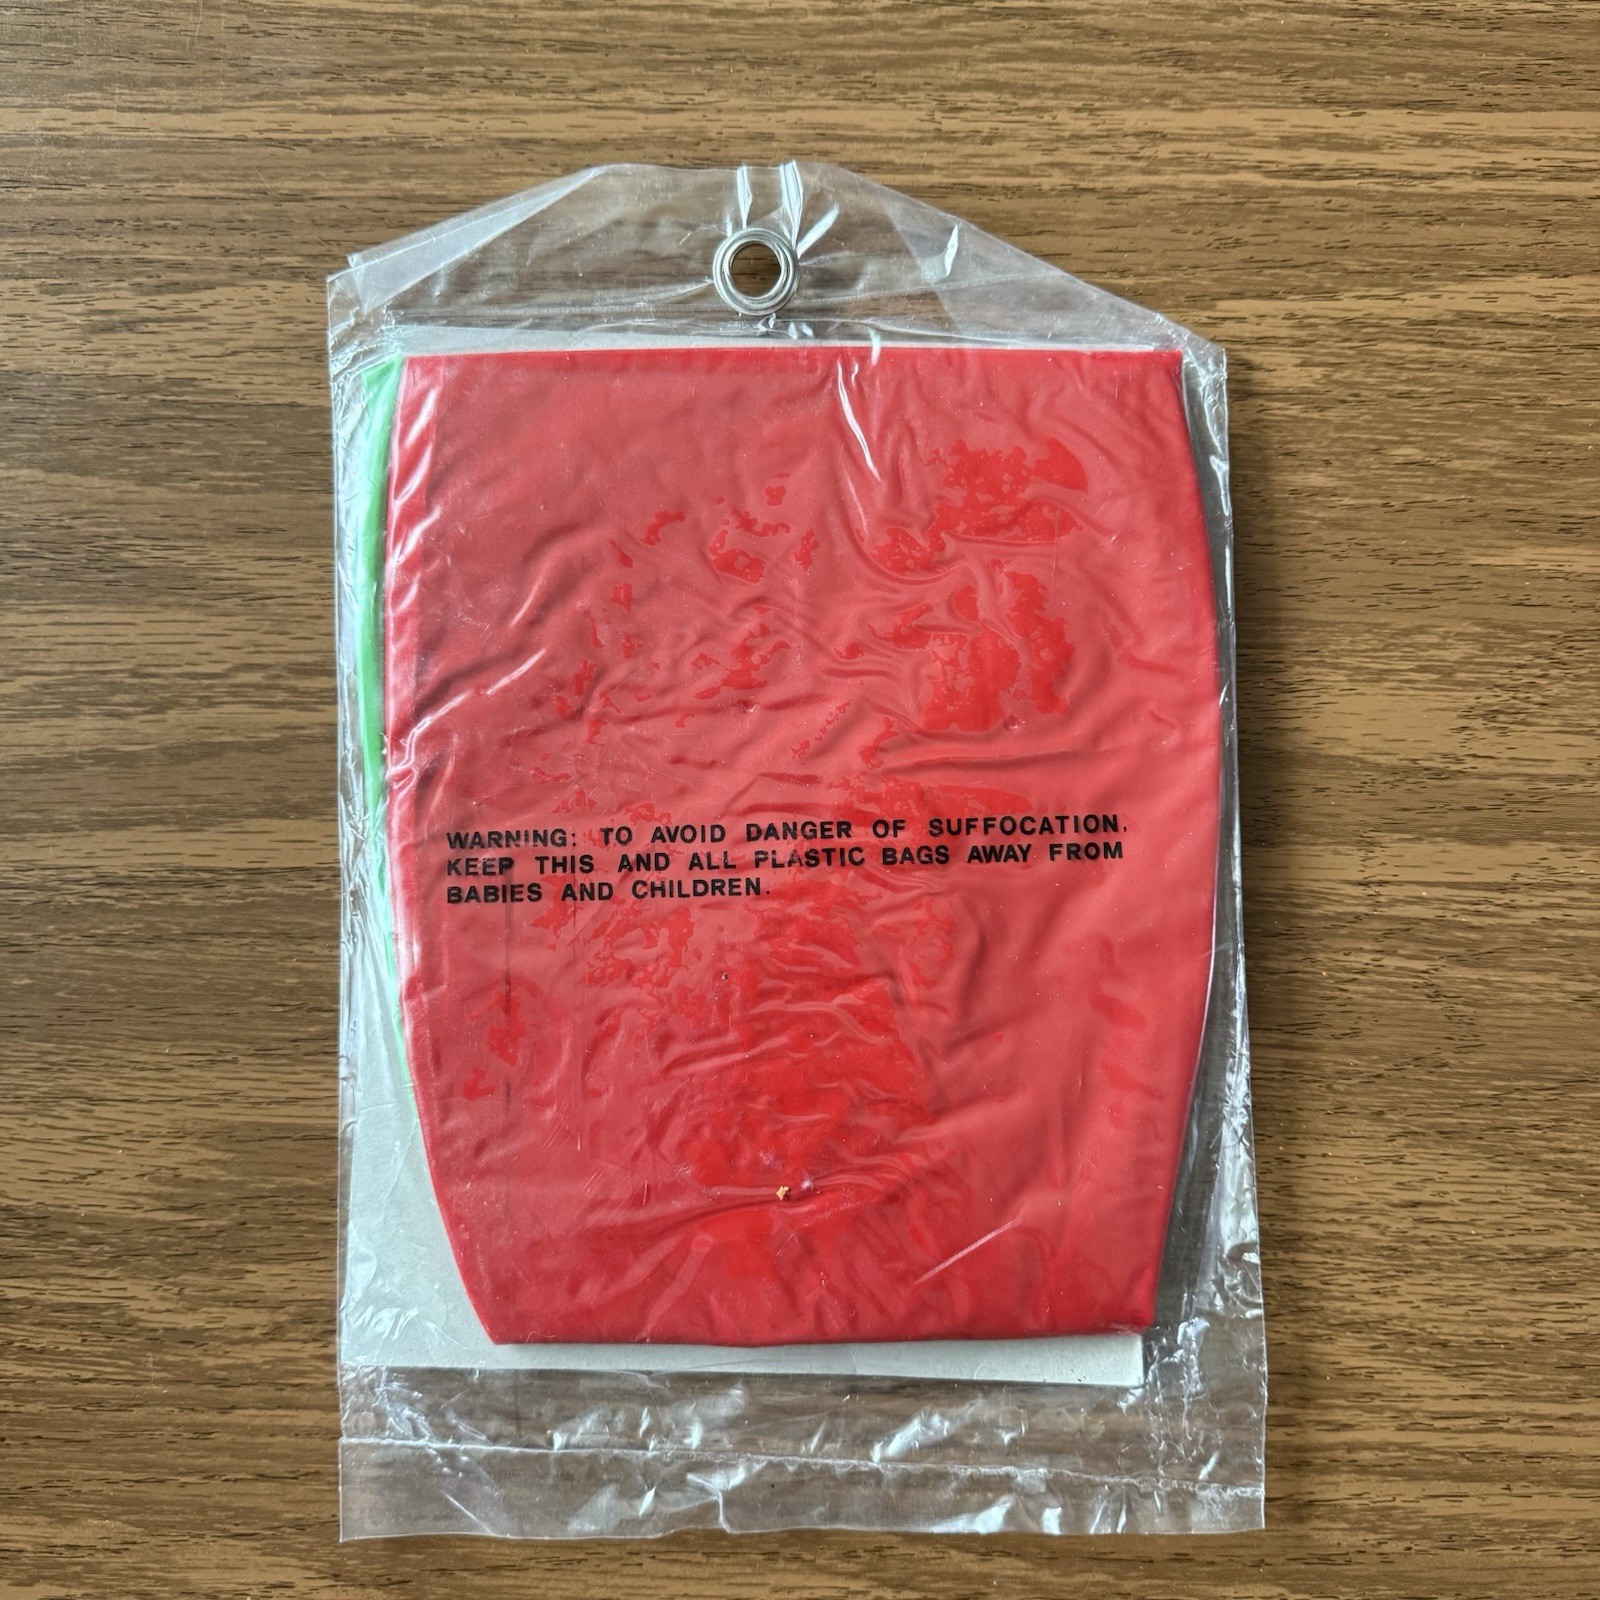 WARNING: TO AVOID DANGER OF SUFFOCATION,
KEEP THIS AND ALL PLASTIC BAGS AWAY FROM
BABIES AND CHILDREN.